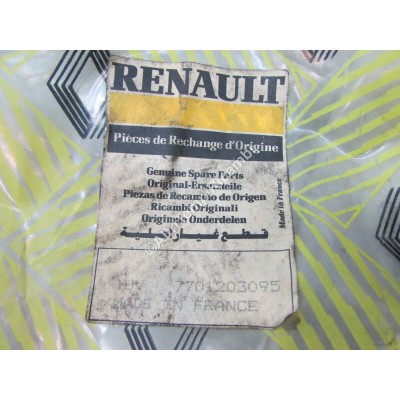 RENAULT
Pièces de Rechange d'Origine
Genuine Spare Parts
Original-Ersatzteile
Piezas de Recambio de Origen
Ricambi Originali
Originele Onderdelen
قطع غيار أصلية
Made in France
7701203095
MADE IN FRANCE